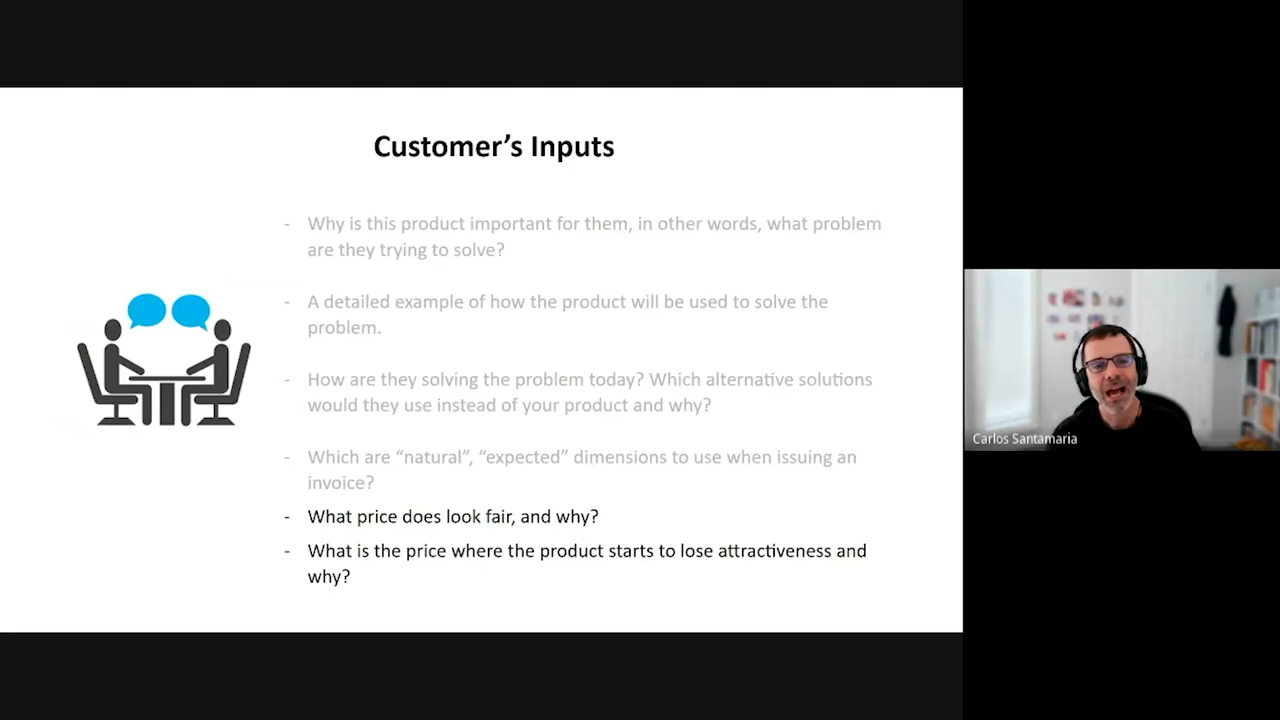 Customer’s Inputs
- Why is this product important for them, in other words, what problem
are they trying to solve?
- A detailed example of how the product will be used to solve the
problem.
- How are they solving the problem today? Which alternative solutions
would they use instead of your product and why?
- Which are “natural”, “expected” dimensions to use when issuing an
invoice?
- What price does look fair, and why?
- What is the price where the product starts to lose attractiveness and
why?
Carlos Santamaria